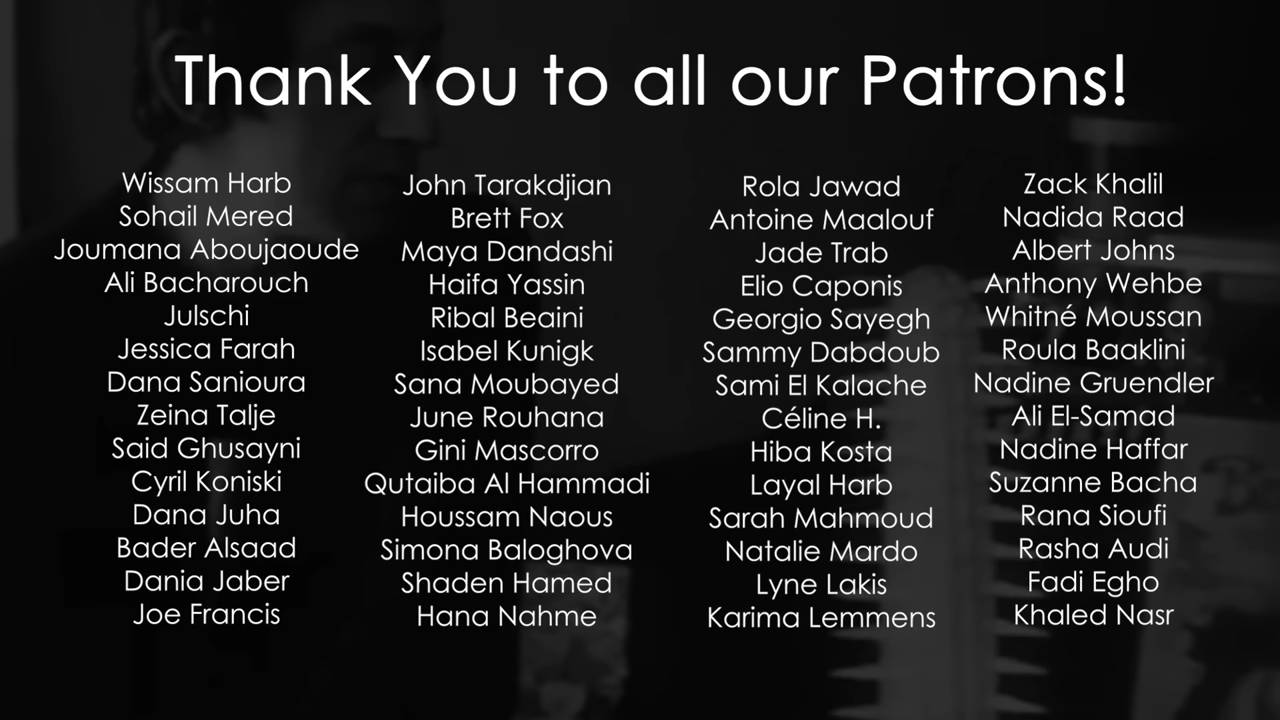 Thank You to all our Patrons!
Wissam Harb
Sohail Mered
Joumana Aboujaoude
Ali Bacharouch
Julschi
Jessica Farah
Dana Sanioura
Zeina Talje
Said Ghusayni
Cyril Koniski
Dana Juha
Bader Alsaad
Dania Jaber
Joe Francis
John Tarakdjian
Brett Fox
Maya Dandashi
Haifa Yassin
Ribal Beaini
Isabel Kunigk
Sana Moubayed
June Rouhana
Gini Mascorro
Qutaiba Al Hammadi
Houssam Naous
Simona Baloghova
Shaden Hamed
Hana Nahme
Rola Jawad
Antoine Maalouf
Jade Trab
Elio Caponis
Georgio Sayegh
Sammy Dabdoub
Sami El Kalache
Céline H.
Hiba Kosta
Layal Harb
Sarah Mahmoud
Natalie Mardo
Lyne Lakis
Karima Lemmens
Zack Khalil
Nadida Raad
Albert Johns
Anthony Wehbe
Whitné Moussan
Roula Baaklini
Nadine Gruendler
Ali El-Samad
Nadine Haffar
Suzanne Bacha
Rana Sioufi
Rasha Audi
Fadi Egho
Khaled Nasr